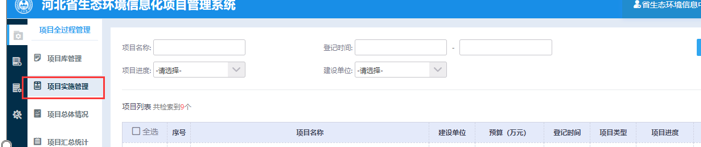 河北省生态环境信息化项目管理系统
省生态环境信息中
项目全过程管理
项目库管理
项目实施管理
项目总体情况
项目汇总统计
项目名称:
登记时间:
-
项目进度: -请选择-
建设单位: -请选择-
项目列表 共检索到9个
全选 序号 项目名称 建设单位 预算（万元） 登记时间 项目类型 项目进度